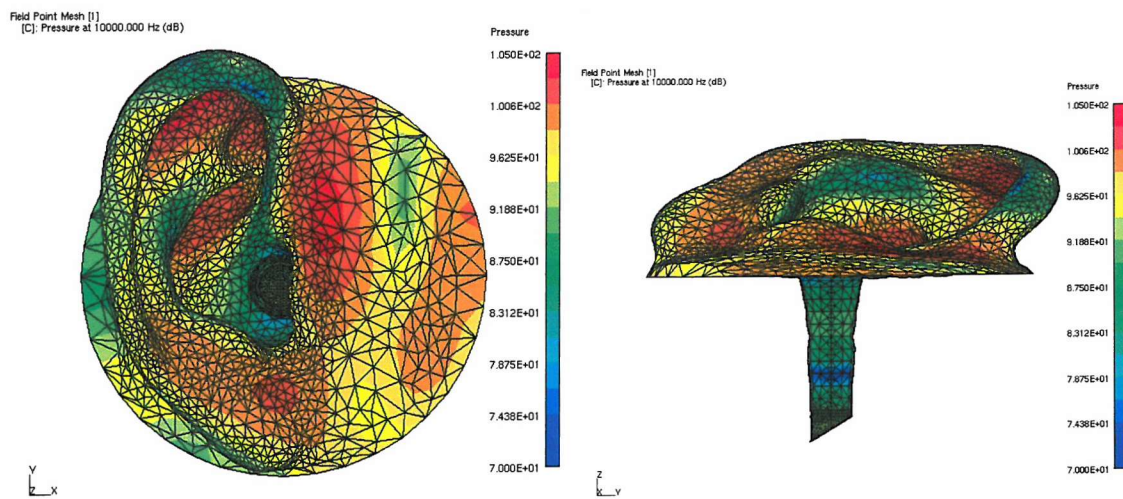 Field Point Mesh [1]
[C]: Pressure at 10000.000 Hz (dB)
Pressure
1.050E+02
1.006E+02
9.625E+01
9.188E+01
8.750E+01
8.312E+01
7.875E+01
7.438E+01
7.000E+01
Y
Z X
Field Point Mesh [1]
[C]: Pressure at 10000.000 Hz (dB)
Pressure
1.050E+02
1.006E+02
9.625E+01
9.188E+01
8.750E+01
8.312E+01
7.875E+01
7.438E+01
7.000E+01
Z
X Y